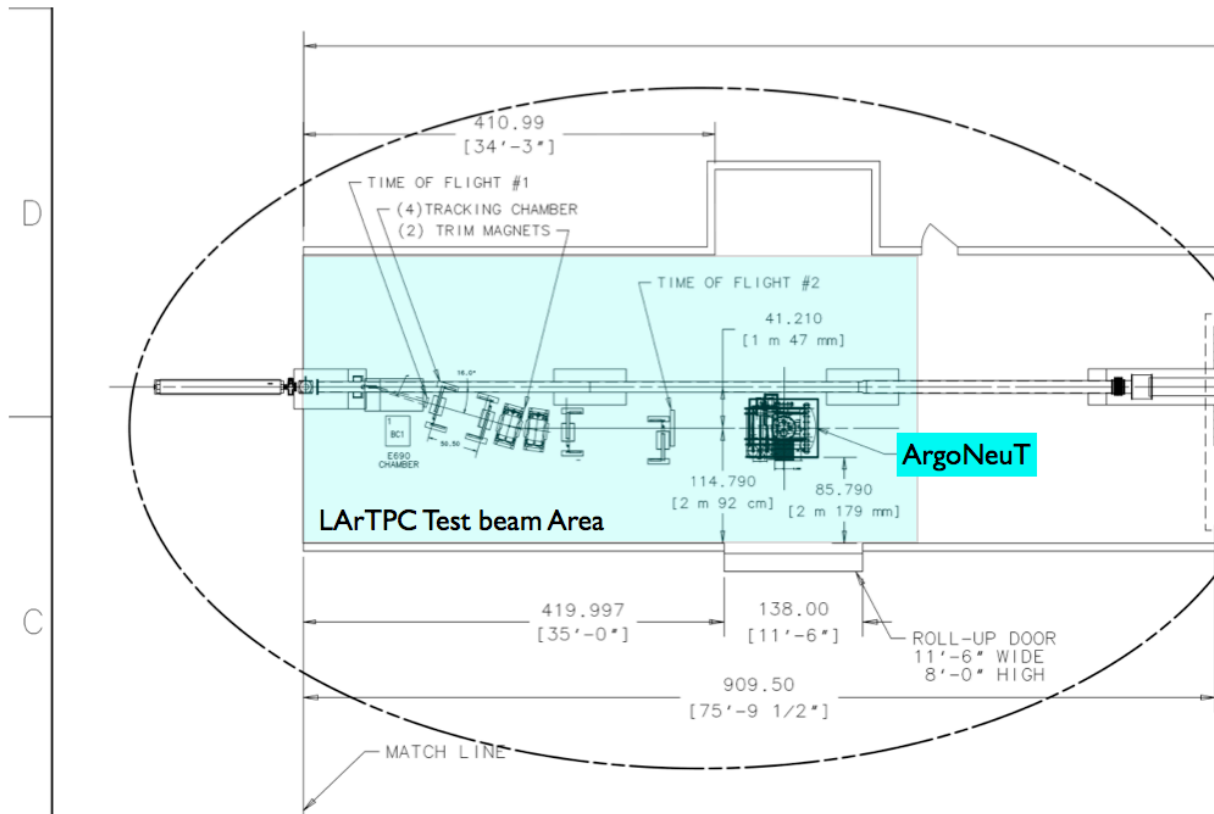 D
410.99
[34'-3"]
TIME OF FLIGHT #1
(4)TRACKING CHAMBER
(2) TRIM MAGNETS
TIME OF FLIGHT #2
41.210
[1 m 47 mm]
16.0°
1
BC1
E690
CHAMBER
50.50
ArgoNeuT
114.790
[2 m 92 cm]
85.790
[2 m 179 mm]
LArTPC Test beam Area
C
419.997
[35'-0"]
138.00
[11'-6"]
ROLL-UP DOOR
11'-6" WIDE
8'-0" HIGH
909.50
[75'-9 1/2"]
MATCH LINE